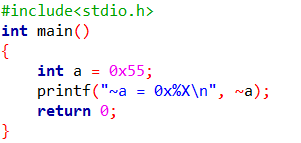 #include<stdio.h>
int main()
{
    int a = 0x55;
    printf("~a = 0x%X\n", ~a);
    return 0;
}